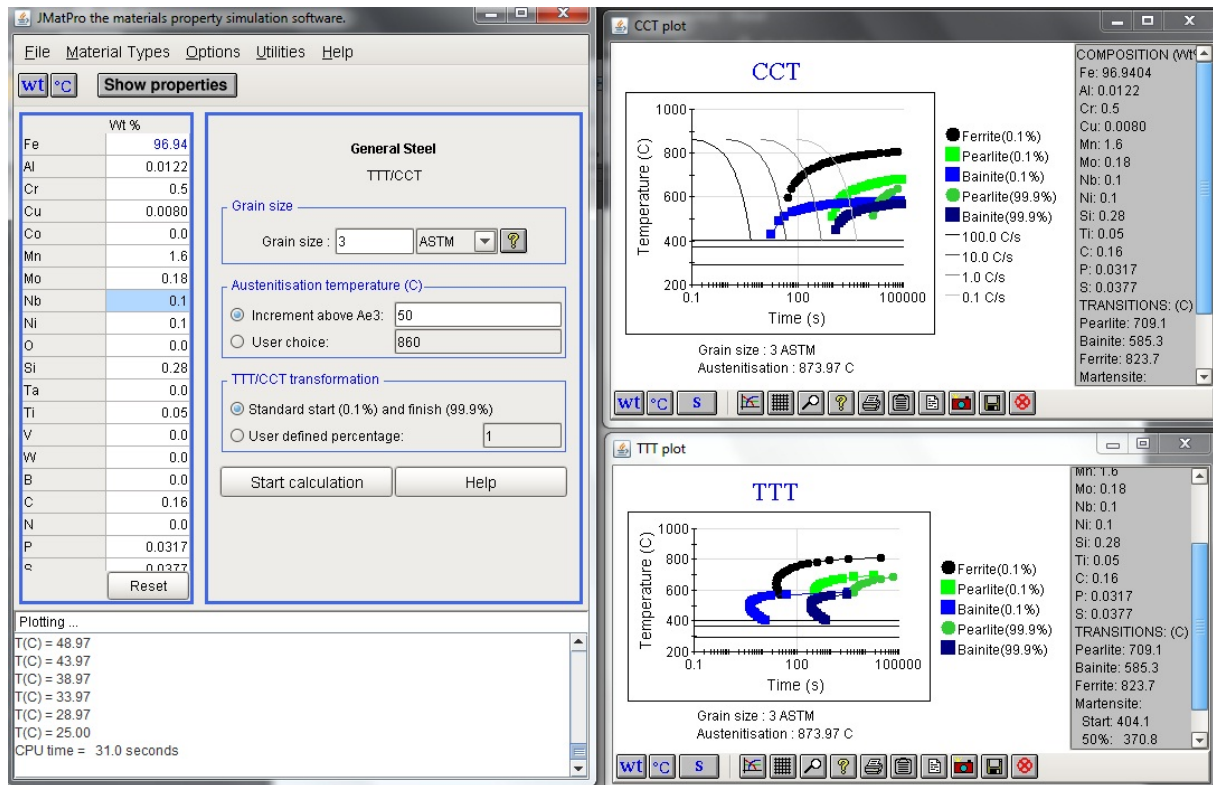 JMatPro the materials property simulation software.
File Material Types Options Utilities Help
wt °C Show properties
Wt %
Fe 96.94
Al 0.0122
Cr 0.5
Cu 0.0080
Co 0.0
Mn 1.6
Mo 0.18
Nb 0.1
Ni 0.1
O 0.0
Si 0.28
Ta 0.0
Ti 0.05
V 0.0
W 0.0
B 0.0
C 0.16
N 0.0
P 0.0317
S 0.0377
Reset
General Steel
TTT/CCT
Grain size
Grain size : 3 ASTM ?
Austenitisation temperature (C)
Increment above Ae3: 50
User choice: 860
TTT/CCT transformation
Standard start (0.1%) and finish (99.9%)
User defined percentage: 1
Start calculation Help
Plotting ...
T(C) = 48.97
T(C) = 43.97
T(C) = 38.97
T(C) = 33.97
T(C) = 28.97
T(C) = 25.00
CPU time = 31.0 seconds
CCT plot
CCT
Temperature (C)
1000
800
600
400
200
0.1 100 100000
Time (s)
Ferrite(0.1%)
Pearlite(0.1%)
Bainite(0.1%)
Pearlite(99.9%)
Bainite(99.9%)
100.0 C/s
10.0 C/s
1.0 C/s
0.1 C/s
Grain size : 3 ASTM
Austenitisation : 873.97 C
COMPOSITION (Wt%
Fe: 96.9404
Al: 0.0122
Cr: 0.5
Cu: 0.0080
Mn: 1.6
Mo: 0.18
Nb: 0.1
Ni: 0.1
Si: 0.28
Ti: 0.05
C: 0.16
P: 0.0317
S: 0.0377
TRANSITIONS: (C)
Pearlite: 709.1
Bainite: 585.3
Ferrite: 823.7
Martensite:
wt °C S ?
TTT plot
TTT
Temperature (C)
1000
800
600
400
200
0.1 100 100000
Time (s)
Ferrite(0.1%)
Pearlite(0.1%)
Bainite(0.1%)
Pearlite(99.9%)
Bainite(99.9%)
Grain size : 3 ASTM
Austenitisation : 873.97 C
Mn: 1.6
Mo: 0.18
Nb: 0.1
Ni: 0.1
Si: 0.28
Ti: 0.05
C: 0.16
P: 0.0317
S: 0.0377
TRANSITIONS: (C)
Pearlite: 709.1
Bainite: 585.3
Ferrite: 823.7
Martensite:
Start: 404.1
50%: 370.8
wt °C S ?